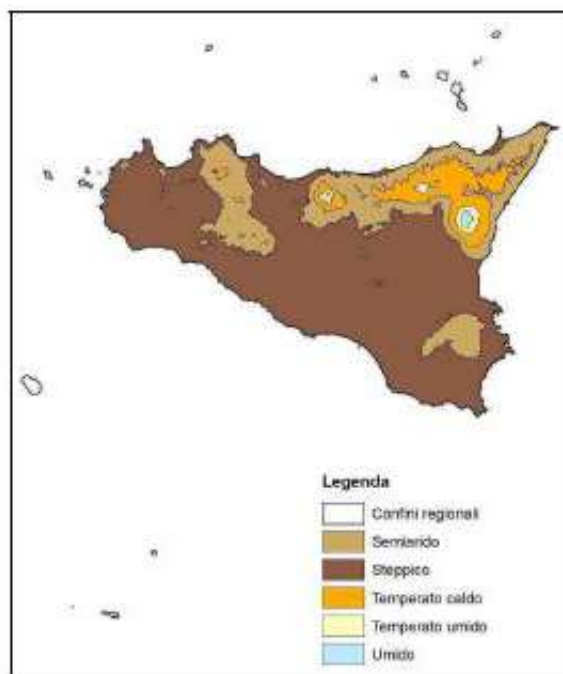 Legenda
Confini regionali
Semiarido
Steppico
Temperato caldo
Temperato umido
Umido